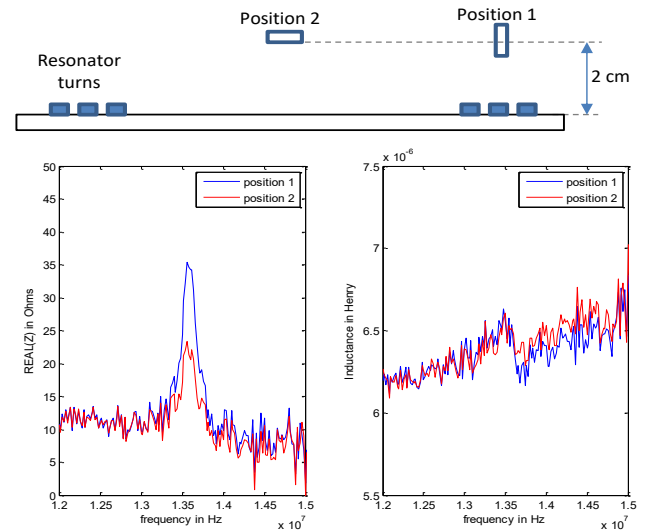 Position 2
Position 1
Resonator
turns
2 cm
50
45
40
35
30
25
20
15
10
5
0
REAL(Z) in Ohms
position 1
position 2
1.2
1.25
1.3
1.35
1.4
1.45
1.5
frequency in Hz
x 10^7
x 10^-6
7.5
7
6.5
6
5.5
Inductance in Henry
position 1
position 2
1.2
1.25
1.3
1.35
1.4
1.45
1.5
frequency in Hz
x 10^7